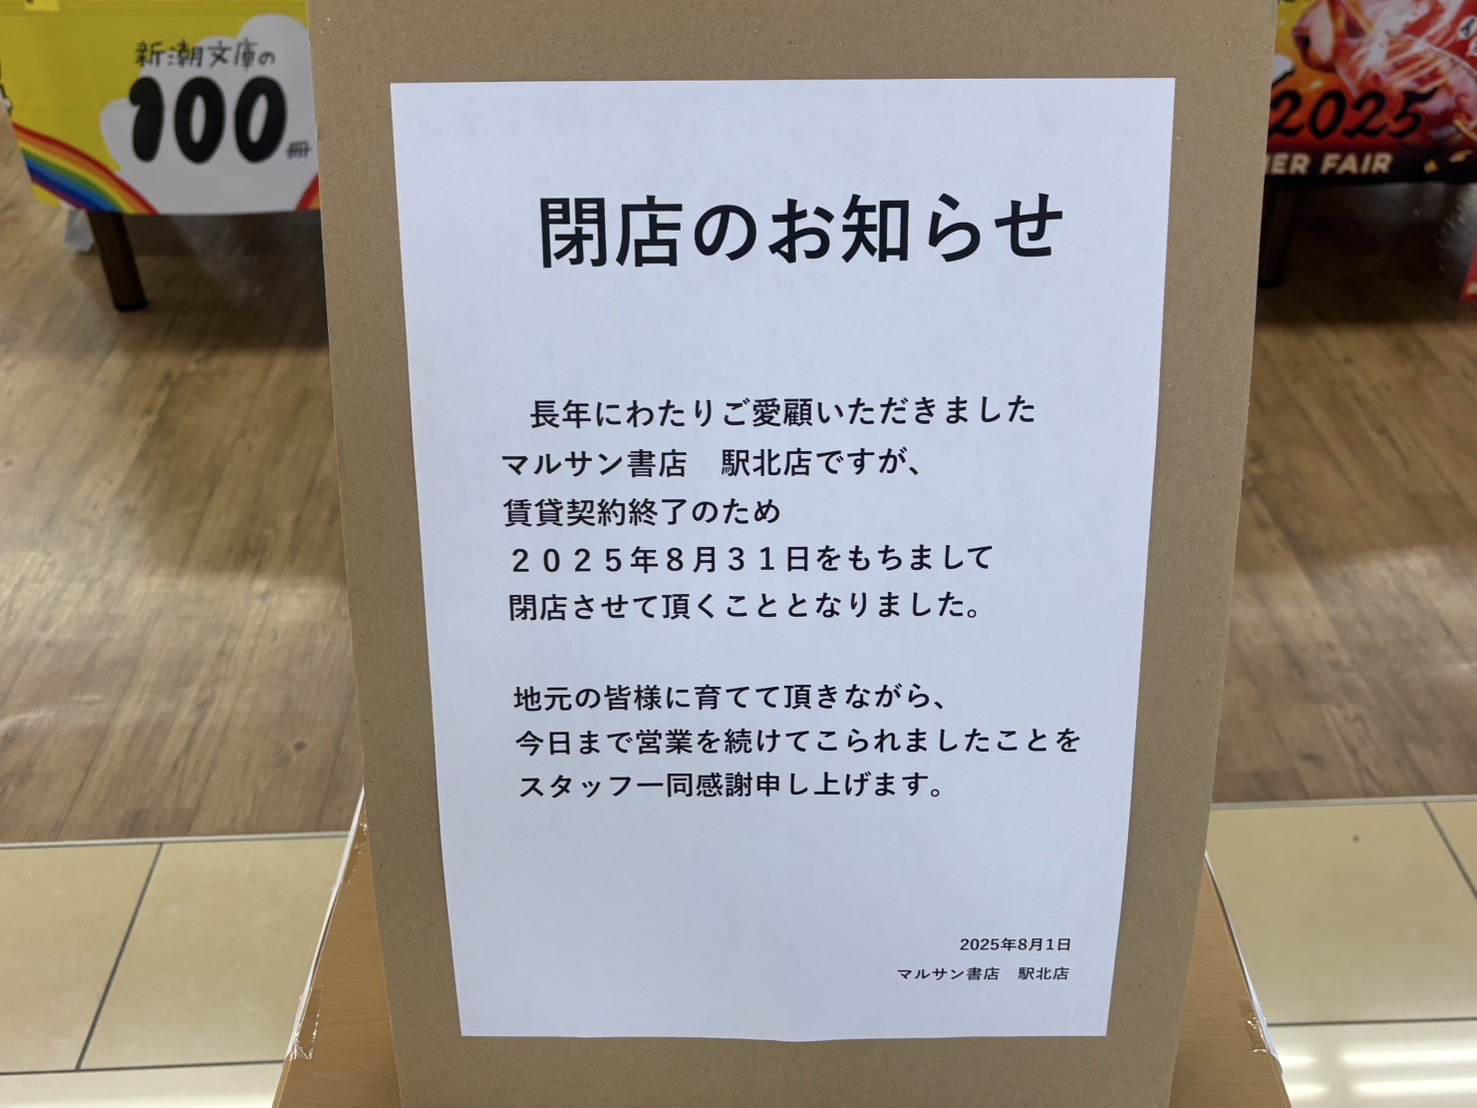 新潮文庫の
100冊
2025
ER FAIR
閉店のお知らせ
長年にわたりご愛顧いただきました
マルサン書店　駅北店ですが、
賃貸契約終了のため
２０２５年８月３１日をもちまして
閉店させて頂くこととなりました。
地元の皆様に育てて頂きながら、
今日まで営業を続けてこられましたことを
スタッフ一同感謝申し上げます。
2025年8月1日
マルサン書店　駅北店